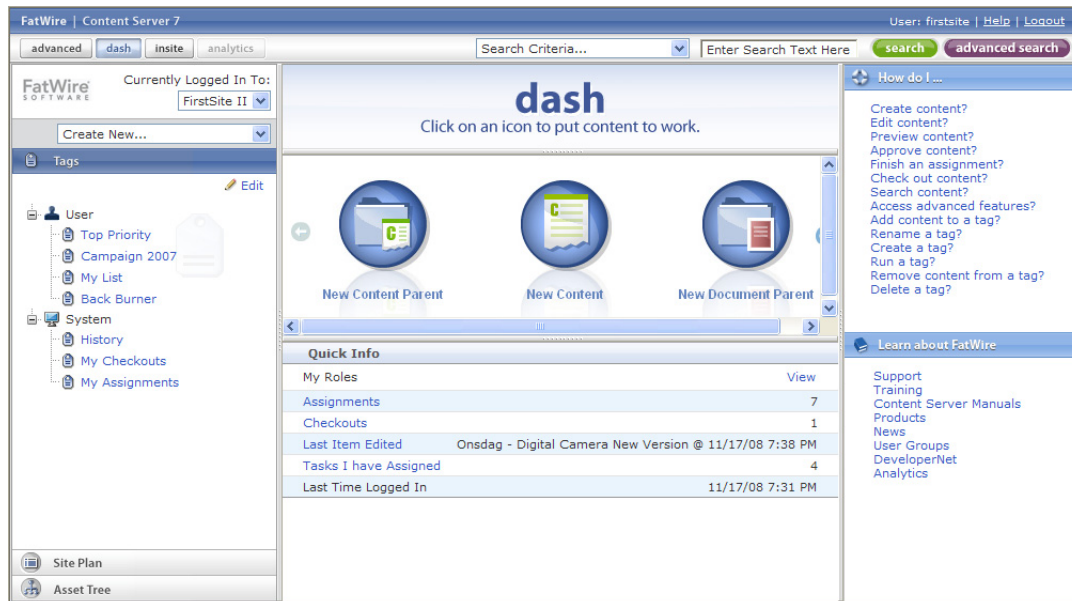 FatWire | Content Server 7
User: firstsite | Help | Logout
advanced dash insite analytics
Search Criteria... Enter Search Text Here search advanced search
FatWire
SOFTWARE
Currently Logged In To:
FirstSite II
Create New...
Tags
Edit
User
Top Priority
Campaign 2007
My List
Back Burner
System
History
My Checkouts
My Assignments
Site Plan
Asset Tree
dash
Click on an icon to put content to work.
New Content Parent
New Content
New Document Parent
Quick Info
My Roles View
Assignments 7
Checkouts 1
Last Item Edited Onsdag - Digital Camera New Version @ 11/17/08 7:38 PM
Tasks I have Assigned 4
Last Time Logged In 11/17/08 7:31 PM
How do I ...
Create content?
Edit content?
Preview content?
Approve content?
Finish an assignment?
Check out content?
Search content?
Access advanced features?
Add content to a tag?
Rename a tag?
Create a tag?
Run a tag?
Remove content from a tag?
Delete a tag?
Learn about FatWire
Support
Training
Content Server Manuals
Products
News
User Groups
DeveloperNet
Analytics